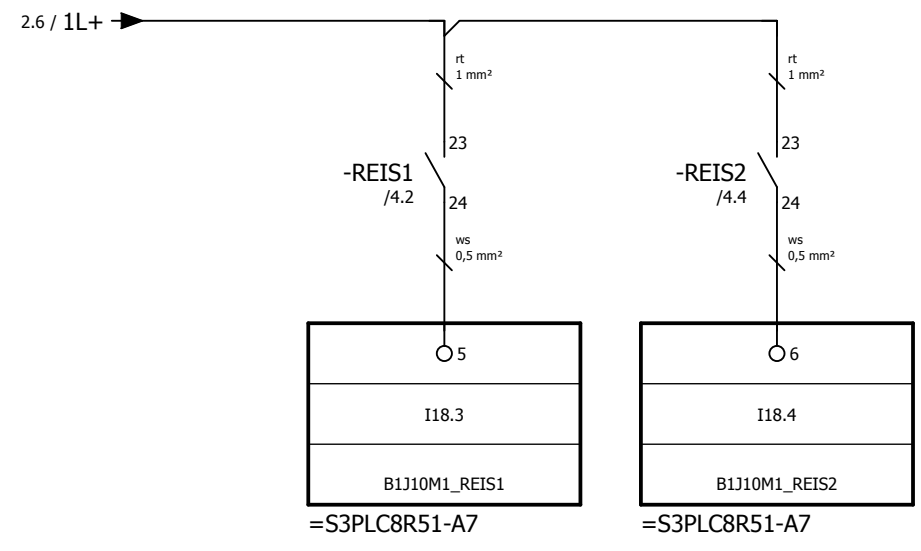 2.6 / 1L+
rt
1 mm²
rt
1 mm²
23
23
-REIS1
/4.2
-REIS2
/4.4
24
24
ws
0,5 mm²
ws
0,5 mm²
5
6
I18.3
I18.4
B1J10M1_REIS1
B1J10M1_REIS2
=S3PLC8R51-A7
=S3PLC8R51-A7